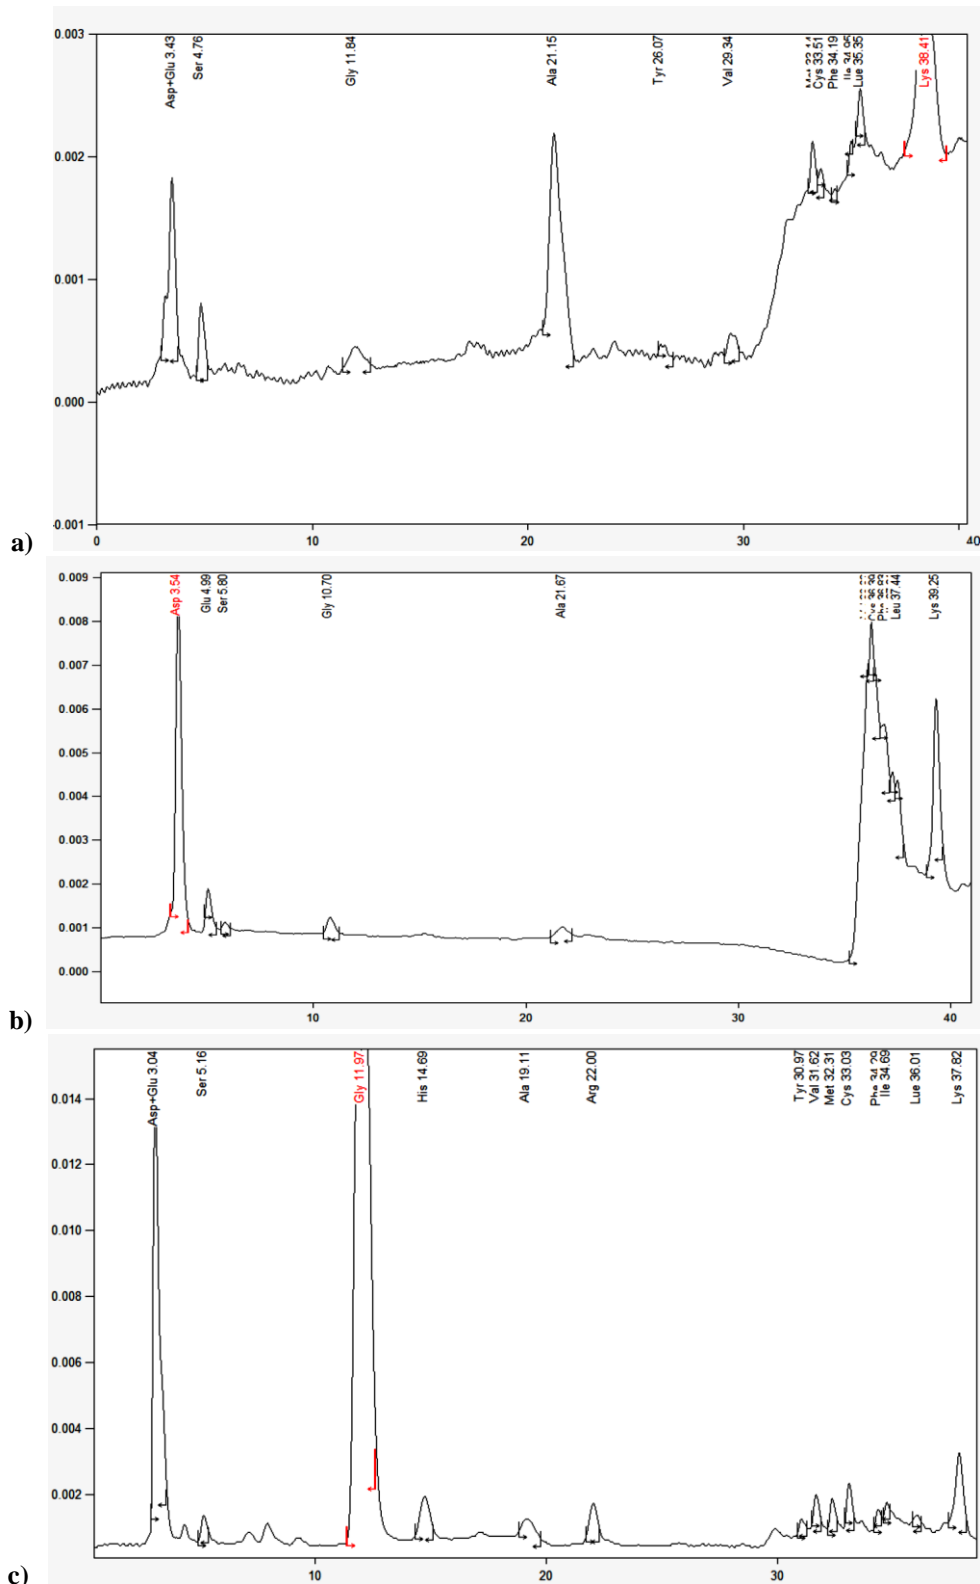 0.003
0.002
0.001
0.000
-0.001
Asp+Glu 3.43
Ser 4.76
Gly 11.84
Ala 21.15
Tyr 26.07
Val 29.34
Cys 33.51
Phe 34.19
Lue 35.35
Lys 38.41
0 10 20 30 40
a)
0.009
0.008
0.007
0.006
0.005
0.004
0.003
0.002
0.001
0.000
Asp 3.54
Glu 4.99
Ser 5.80
Gly 10.70
Ala 21.67
Leu 37.44
Lys 39.25
10 20 30 40
b)
0.014
0.012
0.010
0.008
0.006
0.004
0.002
Asp+Glu 3.04
Ser 5.16
Gly 11.97
His 14.69
Ala 19.11
Arg 22.00
Tyr 30.97
Val 31.62
Met 32.31
Cys 33.03
Ile 34.69
Lue 36.01
Lys 37.82
10 20 30
c)